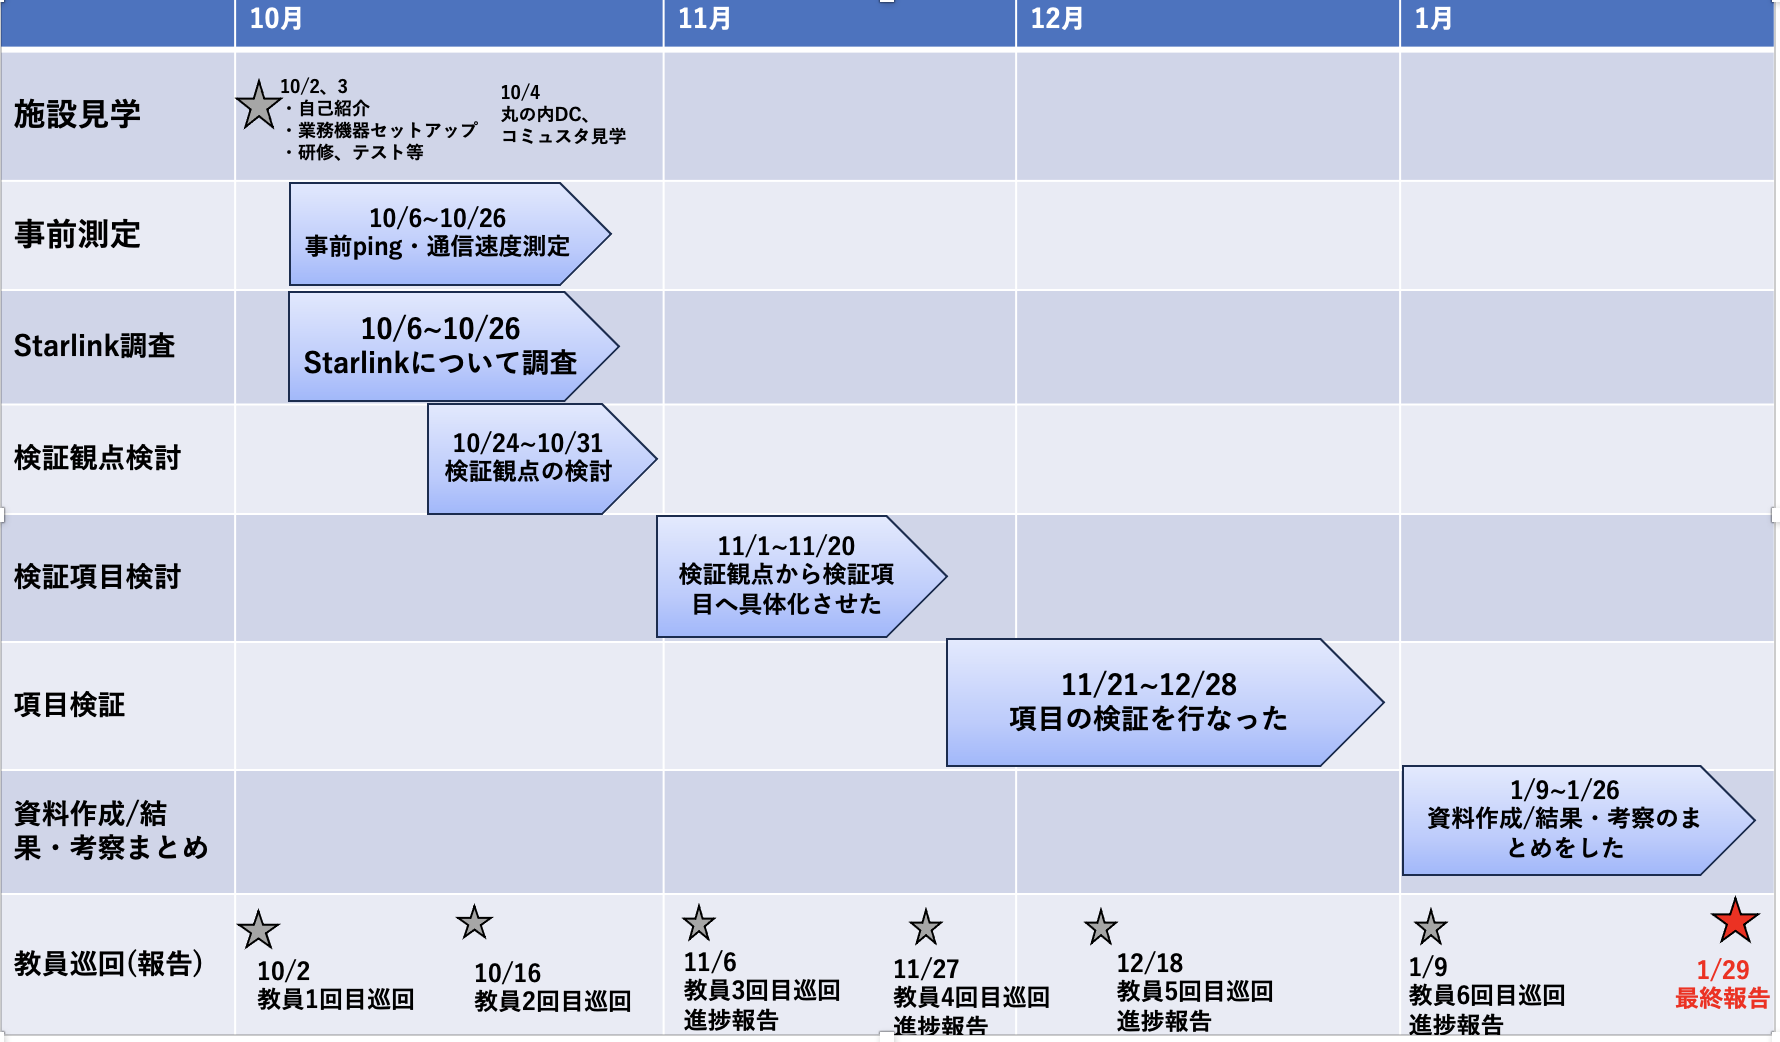 10月
11月
12月
1月
施設見学
10/2、3
・自己紹介
・業務機器セットアップ
・研修、テスト等
10/4
丸の内DC、
コミュスタ見学
事前測定
10/6~10/26
事前ping・通信速度測定
Starlink調査
10/6~10/26
Starlinkについて調査
検証観点検討
10/24~10/31
検証観点の検討
検証項目検討
11/1~11/20
検証観点から検証項
目へ具体化させた
項目検証
11/21~12/28
項目の検証を行なった
資料作成/結
果・考察まとめ
1/9~1/26
資料作成/結果・考察のま
とめをした
教員巡回(報告)
10/2
教員1回目巡回
10/16
教員2回目巡回
11/6
教員3回目巡回
進捗報告
11/27
教員4回目巡回
進捗報告
12/18
教員5回目巡回
進捗報告
1/9
教員6回目巡回
進捗報告
1/29
最終報告